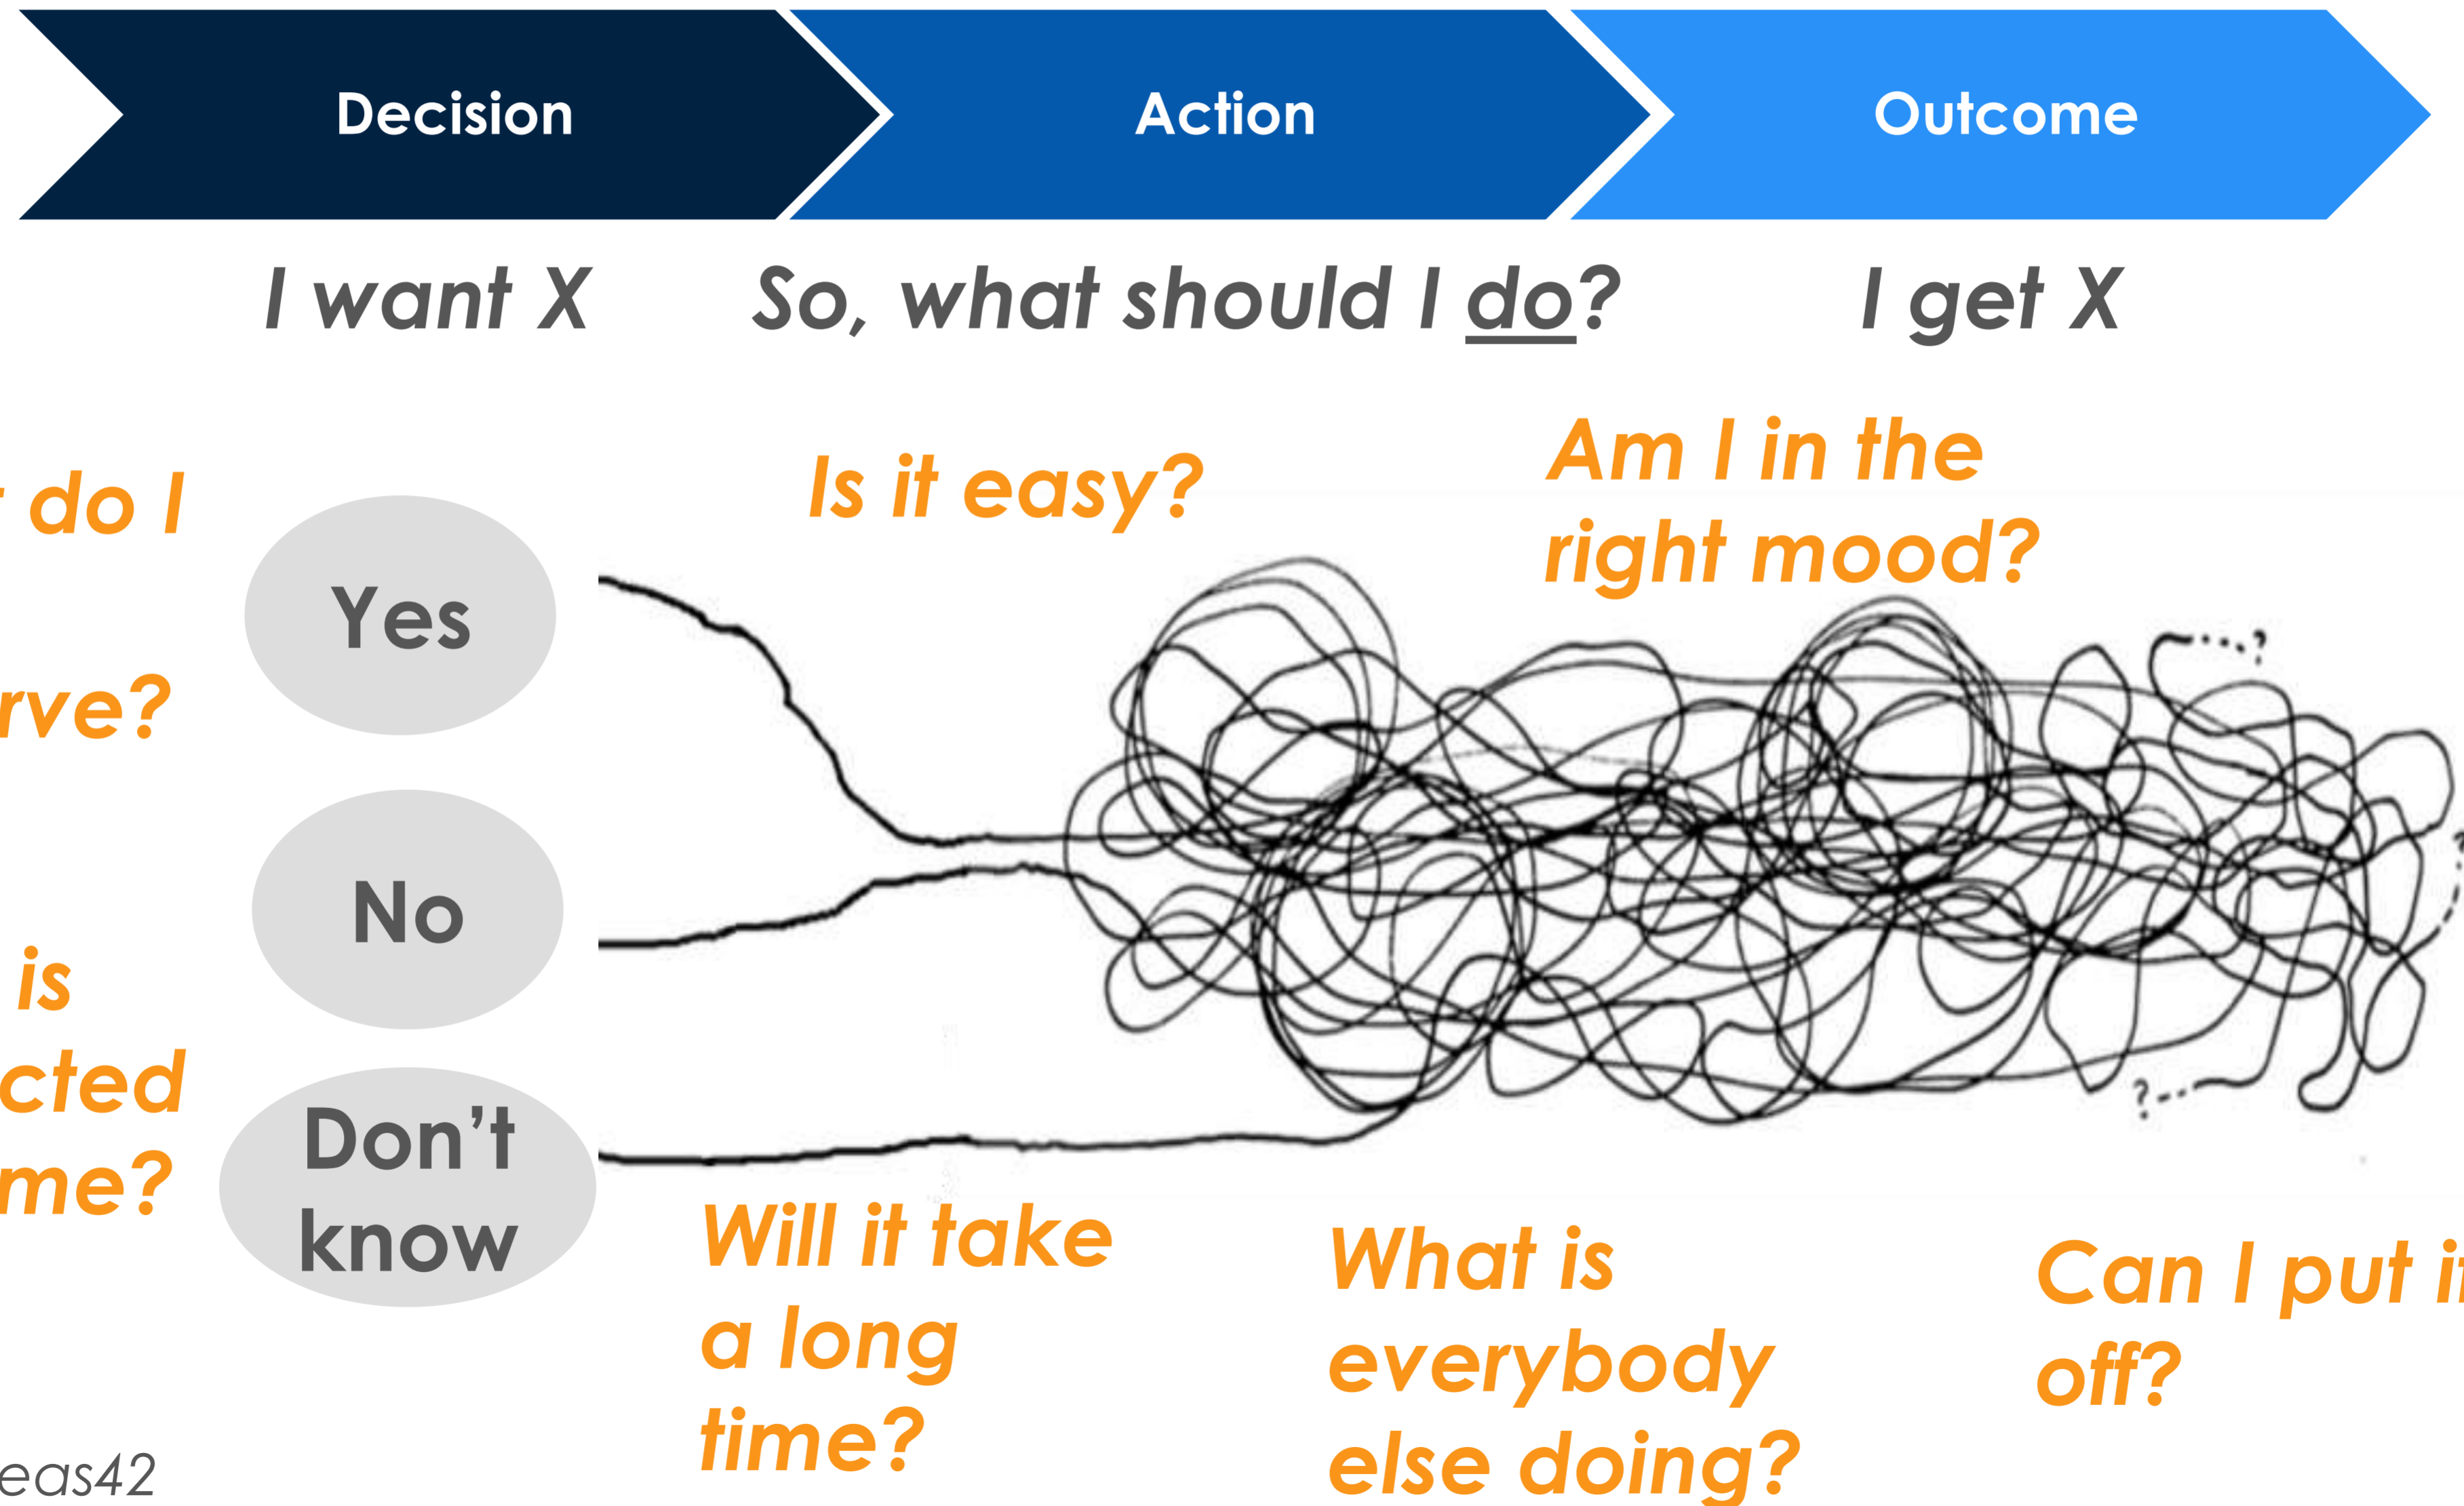 Decision
Action
Outcome
I want X
So, what should I do?
I get X
do I
rve?
is
cted
me?
Yes
No
Don't
know
Is it easy?
Am I in the
right mood?
?
?
?
Will it take
a long
time?
What is
everybody
else doing?
Can I put it
off?
eas42